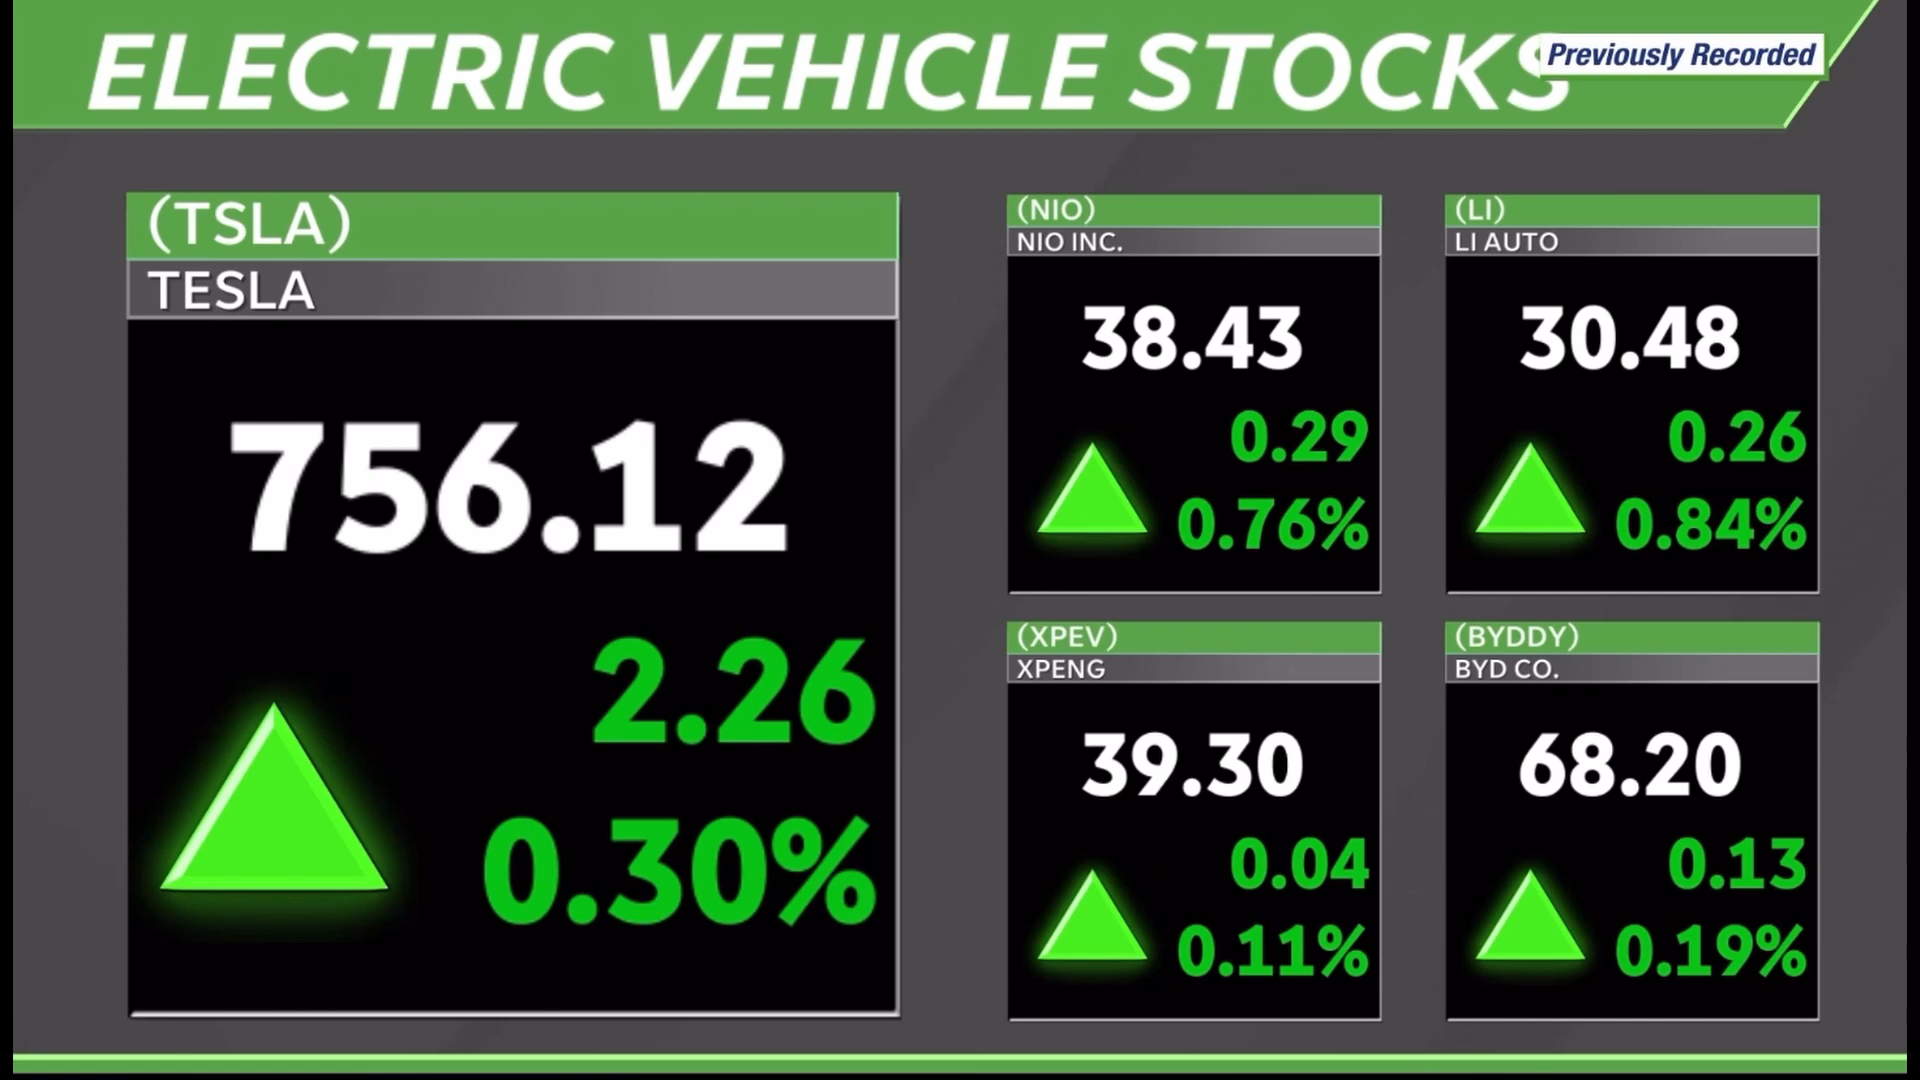 ELECTRIC VEHICLE STOCKS
Previously Recorded
(TSLA)
TESLA
756.12
2.26
0.30%
(NIO)
NIO INC.
38.43
0.29
0.76%
(LI)
LI AUTO
30.48
0.26
0.84%
(XPEV)
XPENG
39.30
0.04
0.11%
(BYDDY)
BYD CO.
68.20
0.13
0.19%